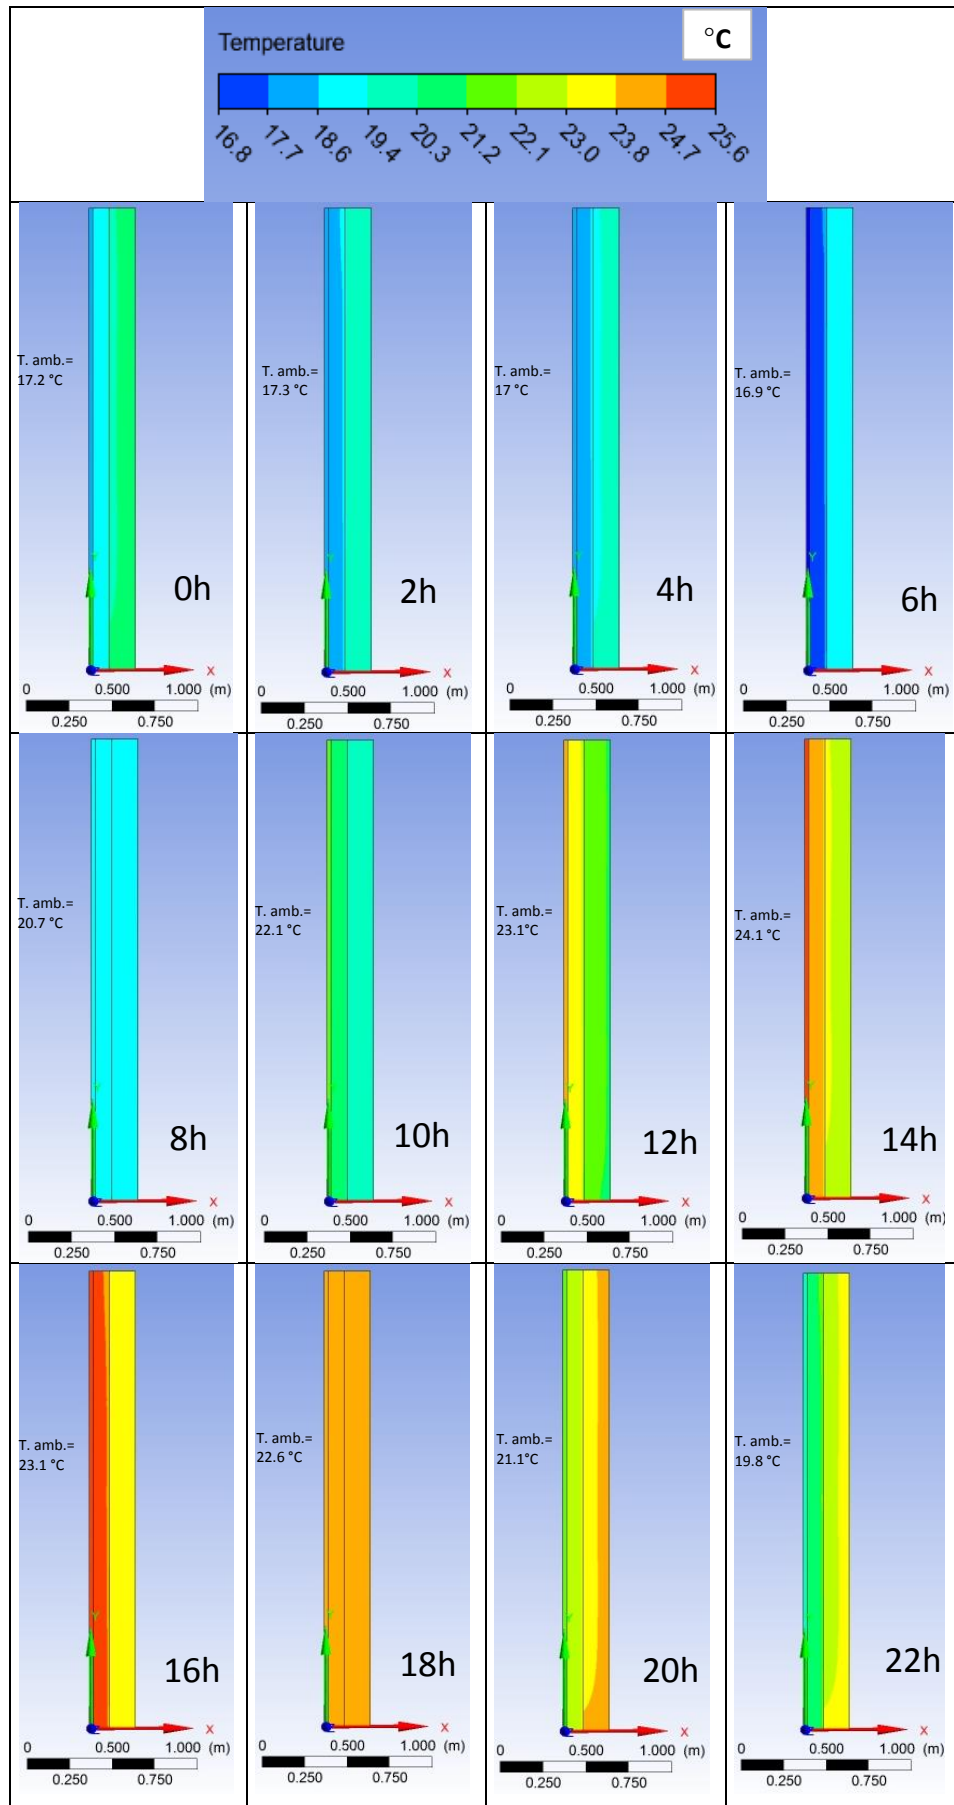 Temperature
°C
16.8 17.7 18.6 19.4 20.3 21.2 22.1 23.0 23.8 24.7 25.6
T. amb.=
17.2 °C
Y
0h
X
0 0.500 1.000 (m)
0.250 0.750
T. amb.=
17.3 °C
Y
2h
X
0 0.500 1.000 (m)
0.250 0.750
T. amb.=
17 °C
Y
4h
X
0 0.500 1.000 (m)
0.250 0.750
T. amb.=
16.9 °C
Y
6h
X
0 0.500 1.000 (m)
0.250 0.750
T. amb.=
20.7 °C
Y
8h
X
0 0.500 1.000 (m)
0.250 0.750
T. amb.=
22.1 °C
Y
10h
X
0 0.500 1.000 (m)
0.250 0.750
T. amb.=
23.1°C
Y
12h
X
0 0.500 1.000 (m)
0.250 0.750
T. amb.=
24.1 °C
Y
14h
X
0 0.500 1.000 (m)
0.250 0.750
T. amb.=
23.1 °C
Y
16h
X
0 0.500 1.000 (m)
0.250 0.750
T. amb.=
22.6 °C
Y
18h
X
0 0.500 1.000 (m)
0.250 0.750
T. amb.=
21.1°C
Y
20h
X
0 0.500 1.000 (m)
0.250 0.750
T. amb.=
19.8 °C
22h
X
0 0.500 1.000 (m)
0.250 0.750